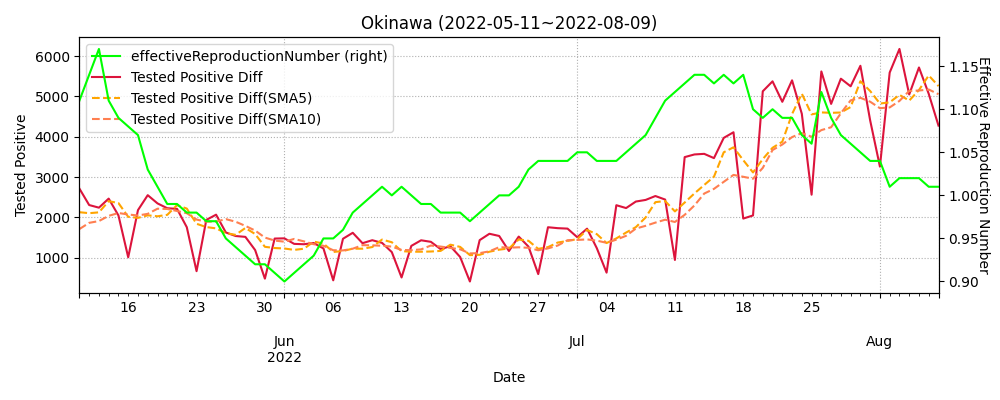 Okinawa (2022-05-11~2022-08-09)
effectiveReproductionNumber (right)
Tested Positive Diff
Tested Positive Diff(SMA5)
Tested Positive Diff(SMA10)
Tested Positive
6000
5000
4000
3000
2000
1000
Effective Reproduction Number
1.15
1.10
1.05
1.00
0.95
0.90
16 23 30 06 13 20 27 04 11 18 25
Jun Jul Aug
2022
Date